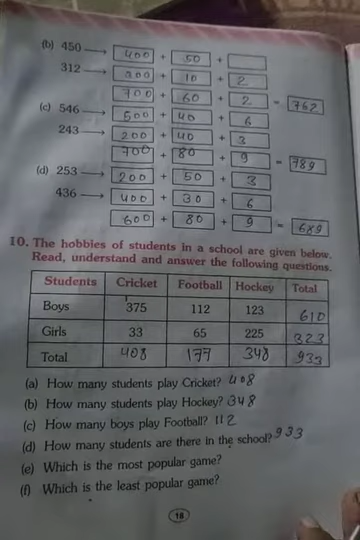 (b) 450 → 400 + 50 +
312 → 300 + 10 + 2
700 + 60 + 2 = 762
(c) 546 → 500 + 40 + 6
243 → 200 + 40 + 3
700 + 80 + 9 = 789
(d) 253 → 200 + 50 + 3
436 → 400 + 30 + 6
600 + 80 + 9 = 689
10. The hobbies of students in a school are given below.
Read, understand and answer the following questions.
Students Cricket Football Hockey Total
Boys 375 112 123 610
Girls 33 65 225 323
Total 408 177 348 933
(a) How many students play Cricket? 408
(b) How many students play Hockey? 348
(c) How many boys play Football? 112
(d) How many students are there in the school? 933
(e) Which is the most popular game?
(f) Which is the least popular game?
18